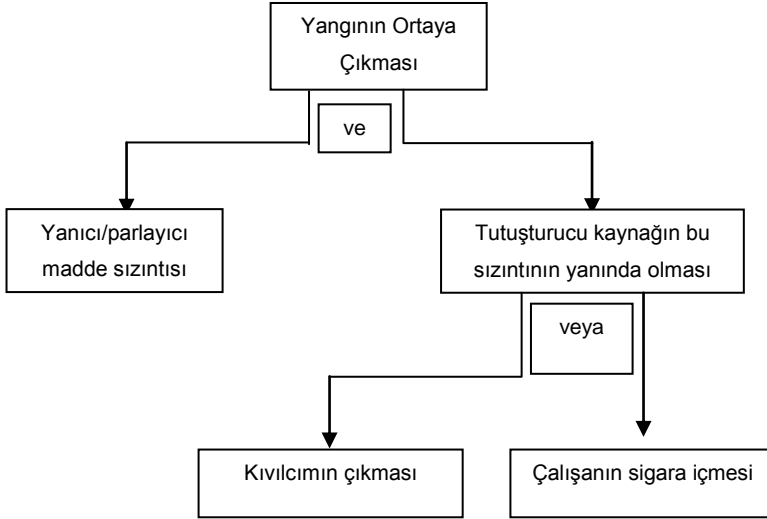 Yangının Ortaya
Çıkması
ve
Yanıcı/parlayıcı
madde sızıntısı
Tutuşturucu kaynağın bu
sızıntının yanında olması
veya
Kıvılcımın çıkması
Çalışanın sigara içmesi